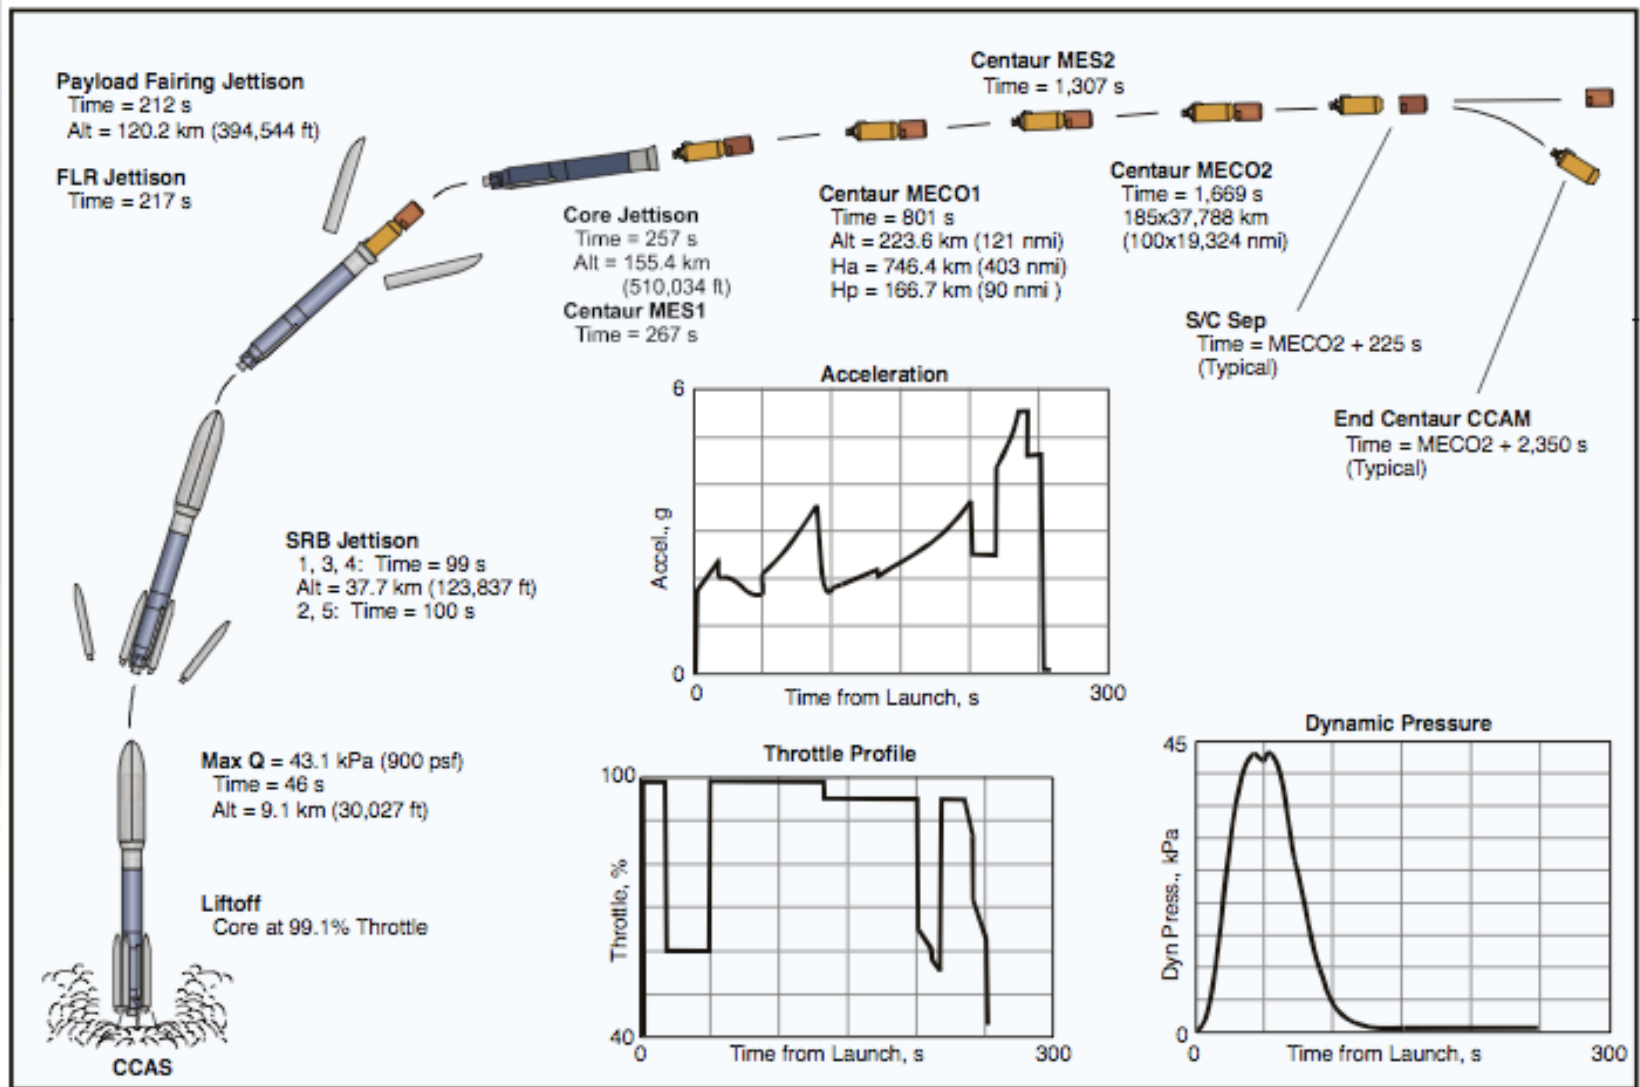 Payload Fairing Jettison
Time = 212 s
Alt = 120.2 km (394,544 ft)
FLR Jettison
Time = 217 s
Core Jettison
Time = 257 s
Alt = 155.4 km
(510,034 ft)
Centaur MES1
Time = 267 s
Centaur MECO1
Time = 801 s
Alt = 223.6 km (121 nmi)
Ha = 746.4 km (403 nmi)
Hp = 166.7 km (90 nmi )
Centaur MES2
Time = 1,307 s
Centaur MECO2
Time = 1,669 s
185x37,788 km
(100x19,324 nmi)
S/C Sep
Time = MECO2 + 225 s
(Typical)
End Centaur CCAM
Time = MECO2 + 2,350 s
(Typical)
SRB Jettison
1, 3, 4: Time = 99 s
Alt = 37.7 km (123,837 ft)
2, 5: Time = 100 s
Max Q = 43.1 kPa (900 psf)
Time = 46 s
Alt = 9.1 km (30,027 ft)
Liftoff
Core at 99.1% Throttle
CCAS
Acceleration
6
Accel., g
0
0
Time from Launch, s
300
Throttle Profile
100
Throttle, %
40
0
Time from Launch, s
300
Dynamic Pressure
45
Dyn Press., kPa
0
0
Time from Launch, s
300